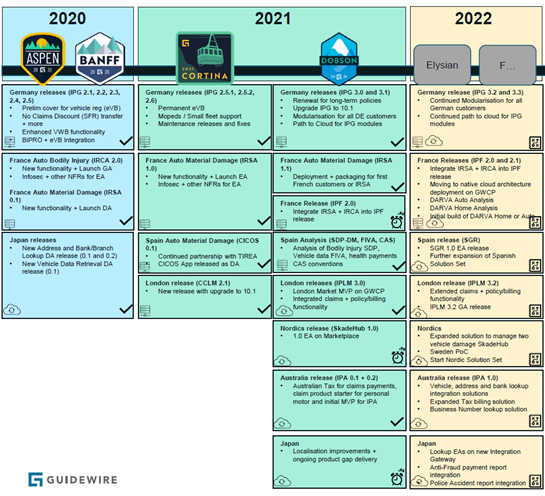 2020
2021
2022
ASPEN
2020
BANFF
2020
2021
CORTINA
DOBSON
Elysian
F...
Germany releases (IPG 2.1, 2.2, 2.3,
2.4, 2.5)
Prelim cover for vehicle reg (eVB)
No Claims Discount (SFR) transfer
+ more
Enhanced VWB functionality
BiPRO + eVB Integration
France Auto Bodily Injury (IRCA 2.0)
New functionality + Launch GA
Infosec + other NFRs for EA
France Auto Material Damage (IRSA
0.1)
New functionality + Launch DA
Japan releases
New Address and Bank/Branch
Lookup DA release (0.1 and 0.2)
New Vehicle Data Retrieval DA
release (0.1)
Germany releases (IPG 2.5.1, 2.5.2,
2.6)
Permanent eVB
Mopeds / Small fleet support
Maintenance releases and fixes
France Auto Material Damage (IRSA
1.0)
New functionality + Launch EA
Infosec + other NFRs for EA
Spain Auto Material Damage (CICOS
0.1)
Continued partnership with TIREA
CICOS App released as DA
London release (CCLM 2.1)
New release with upgrade to 10.1
Germany releases (IPG 3.0 and 3.1)
Renewal for long-term policies
Upgrade IPG to 10.1
Modularisation for all DE customers
Path to Cloud for IPG modules
France Auto Material Damage (IRSA
1.1)
Deployment + packaging for first
French customers or IRSA
France Release (IPF 2.0)
Integrate IRSA + IRCA into IPF
release
Spain Analysis (SDP-DM, FIVA, CAS)
Analysis of Bodily Injury SDP,
Vehicle data FIVA, health payments
CAS conventions
London releases (IPLM 3.0)
London Market MVP on GWCP
Integrated claims + policy/billing
functionality
Nordics release (SkadeHub 1.0)
1.0 EA on Marketplace
Australia release (IPA 0.1 + 0.2)
Australian Tax for claims payments,
claim product starter for personal
motor and initial MVP for IPA
Japan
Localisation improvements +
ongoing product gap delivery
Germany releases (IPG 3.2 and 3.3)
Continued Modularisation for all
German customers
Continued path to cloud for IPG
modules
France Releases (IPF 2.0 and 2.1)
Integrate IRSA + IRCA into IPF
release
Moving to native cloud architecture
deployment on GWCP
DARVA Auto Analysis
DARVA Home Analysis
Initial build of DARVA Home or Auto
Spain release (SGR)
SGR 1.0 EA release
Further expansion of Spanish
Solution Set
London release (IPLM 3.2)
Extended claims + policy/billing
functionality
IPLM 3.2 GA release
Nordics
Expanded solution to manage two
vehicle damage SkadeHub
Sweden PoC
Start Nordic Solution Set
Australia release (IPA 1.0)
Vehicle, address and bank lookup
integration solutions
Expanded Tax billing solution
Business Number lookup solution
Japan
Lookup EAs on new Integration
Gateway
Anti-Fraud payment report
integration
Police Accident report integration
GUIDEWIRE